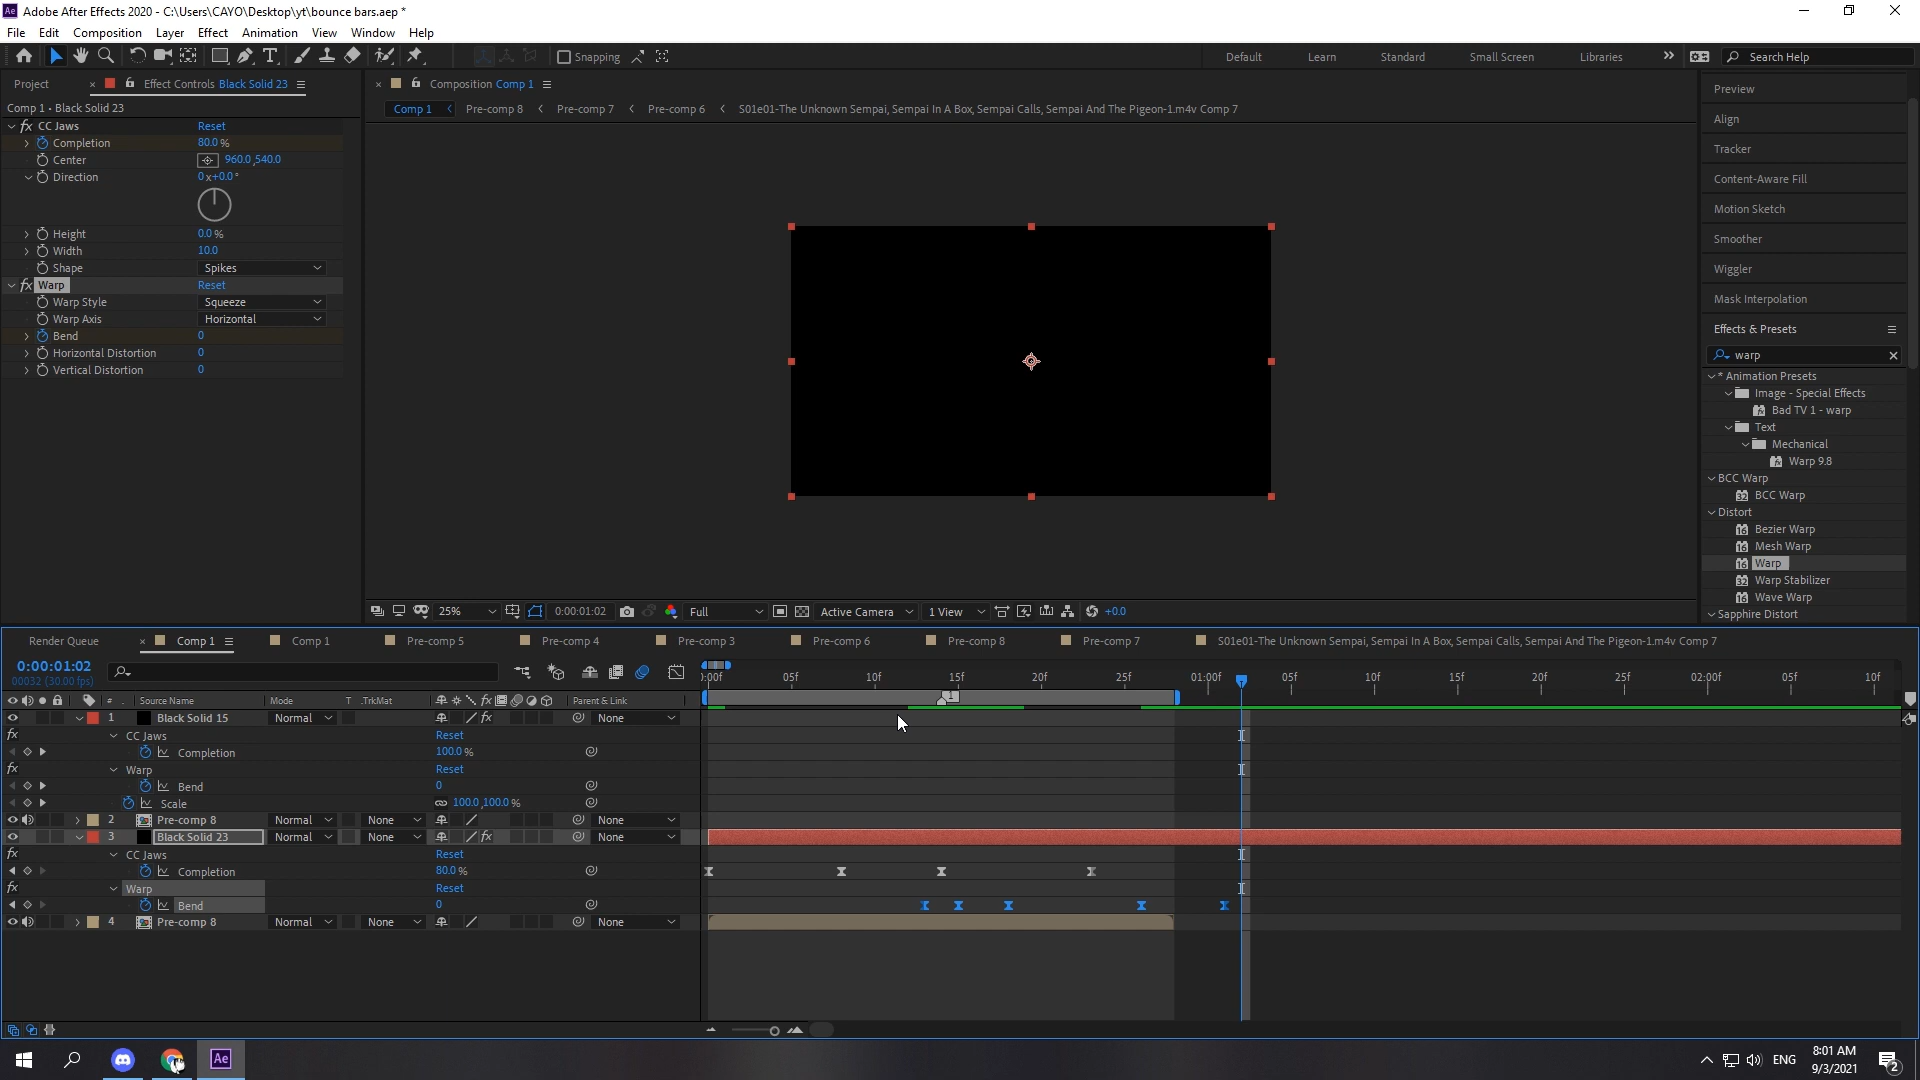 Adobe After Effects 2020 - C:\Users\CAYO\Desktop\yt\bounce bars.aep *
File Edit Composition Layer Effect Animation View Window Help
Snapping Default Learn Standard Small Screen Libraries Search Help
Project Effect Controls Black Solid 23 Composition Comp 1
Comp 1 • Black Solid 23
Comp 1 Pre-comp 8 Pre-comp 7 Pre-comp 6 S01e01-The Unknown Sempai, Sempai In A Box, Sempai Calls, Sempai And The Pigeon-1.m4v Comp 7
fx CC Jaws Reset
Completion 80.0 %
Center 960.0 ,540.0
Direction 0 x +0.0 °
Height 0.0 %
Width 10.0
Shape Spikes
fx Warp Reset
Warp Style Squeeze
Warp Axis Horizontal
Bend 0
Horizontal Distortion 0
Vertical Distortion 0
Preview
Align
Tracker
Content-Aware Fill
Motion Sketch
Smoother
Wiggler
Mask Interpolation
Effects & Presets
warp
* Animation Presets
Image - Special Effects
Bad TV 1 - warp
Text
Mechanical
Warp 9.8
BCC Warp
BCC Warp
Distort
Bezier Warp
Mesh Warp
Warp
Warp Stabilizer
Wave Warp
Sapphire Distort
25% 0:00:01:02 Full Active Camera 1 View +0.0
Render Queue Comp 1 Comp 1 Pre-comp 5 Pre-comp 4 Pre-comp 3 Pre-comp 6 Pre-comp 8 Pre-comp 7 S01e01-The Unknown Sempai, Sempai In A Box, Sempai Calls, Sempai And The Pigeon-1.m4v Comp 7
0:00:01:02
00032 (30.00 fps)
:00f 05f 10f 15f 20f 25f 01:00f 05f 10f 15f 20f 25f 02:00f 05f 10f
1
# Source Name Mode T .TrkMat Parent & Link
1 Black Solid 15 Normal fx None
fx CC Jaws Reset
Completion 100.0 %
fx Warp Reset
Bend 0
Scale 100.0 ,100.0 %
2 Pre-comp 8 Normal None None
3 Black Solid 23 Normal None fx None
fx CC Jaws Reset
Completion 80.0 %
fx Warp Reset
Bend 0
4 Pre-comp 8 Normal None None
Ae ENG 8:01 AM
9/3/2021
2